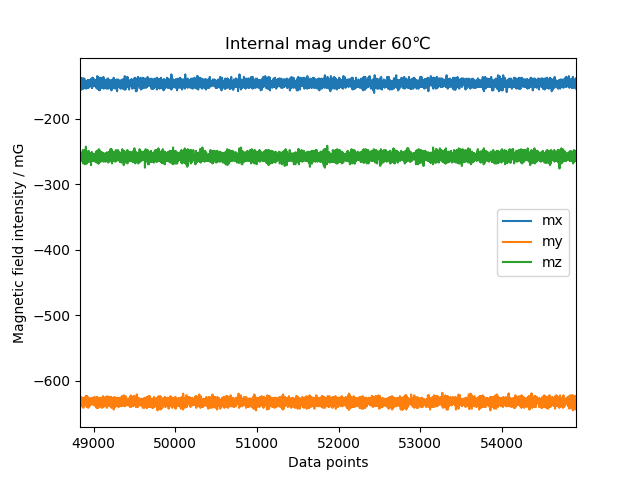 Internal mag under 60℃
Magnetic field intensity / mG
−200
−300
−400
−500
−600
mx
my
mz
49000 50000 51000 52000 53000 54000
Data points